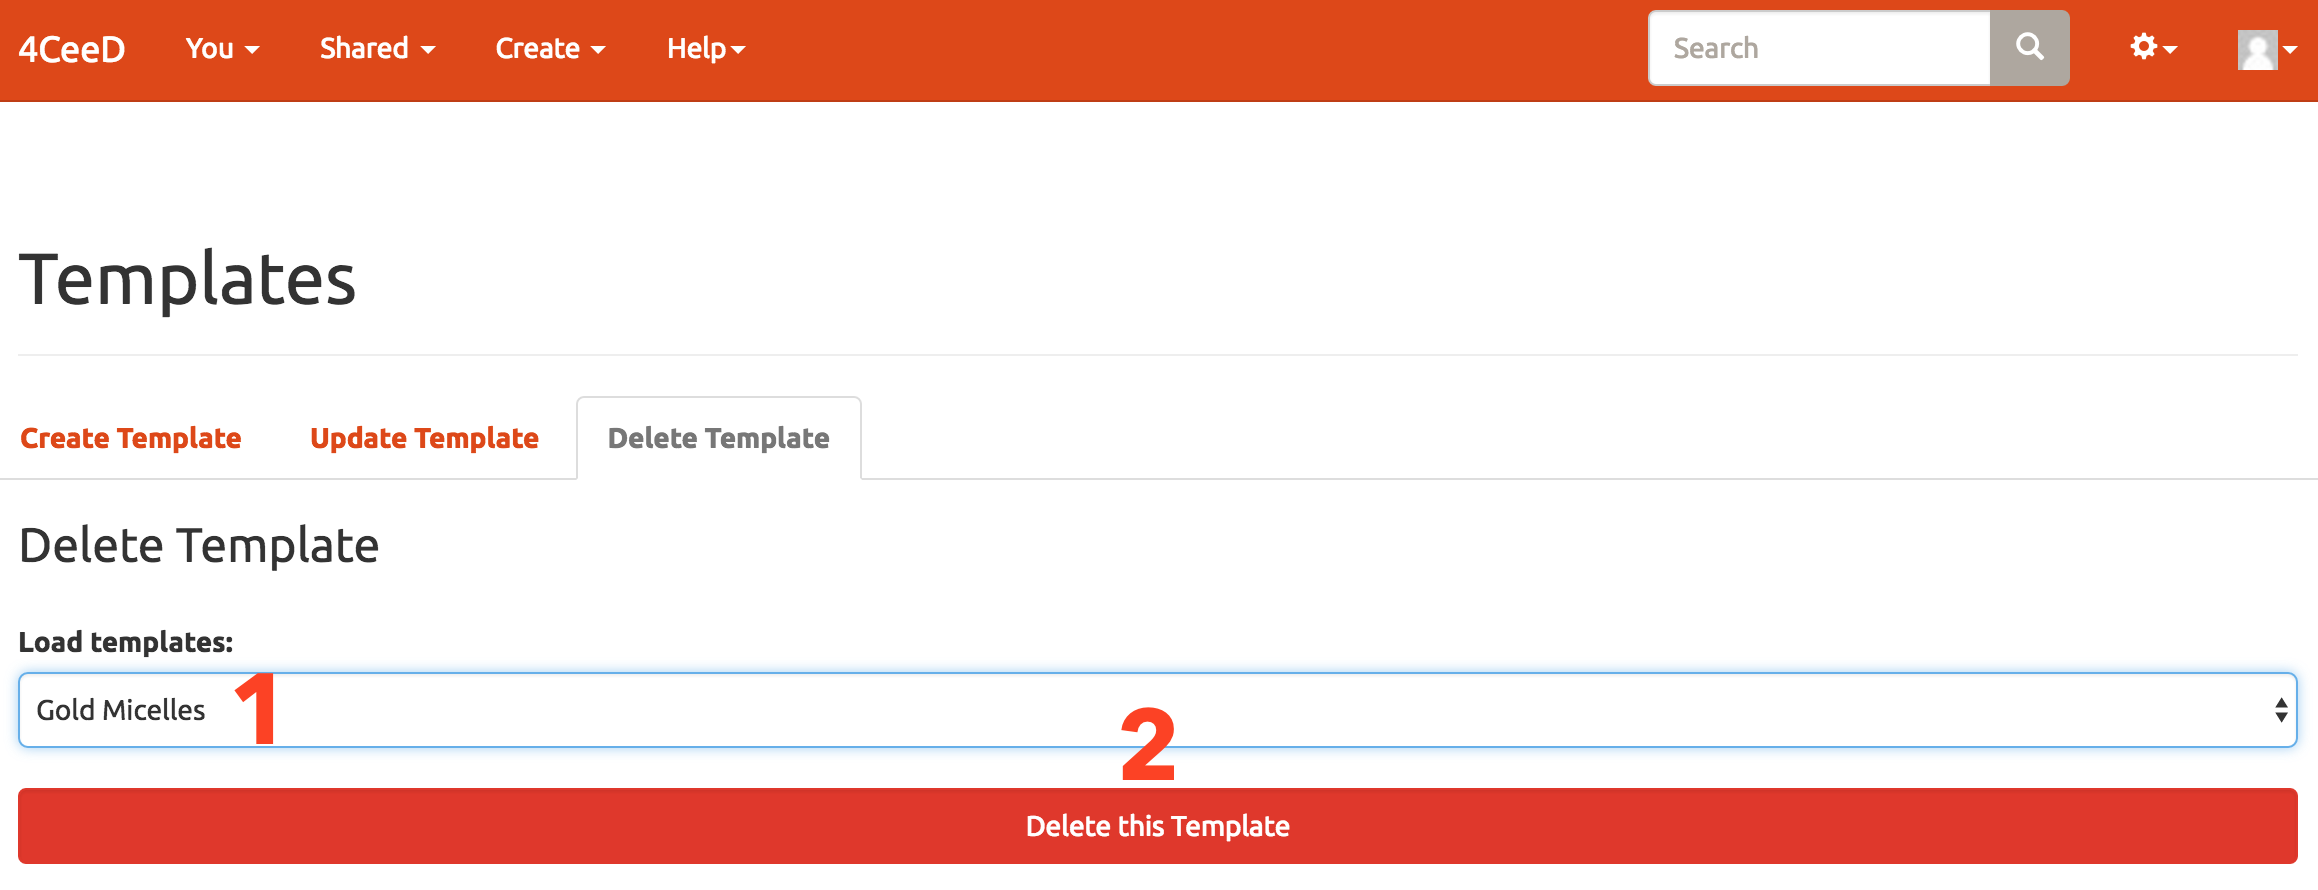 4CeeD You Shared Create Help Search
Templates
Create Template Update Template Delete Template
Delete Template
Load templates:
Gold Micelles 1
2
Delete this Template